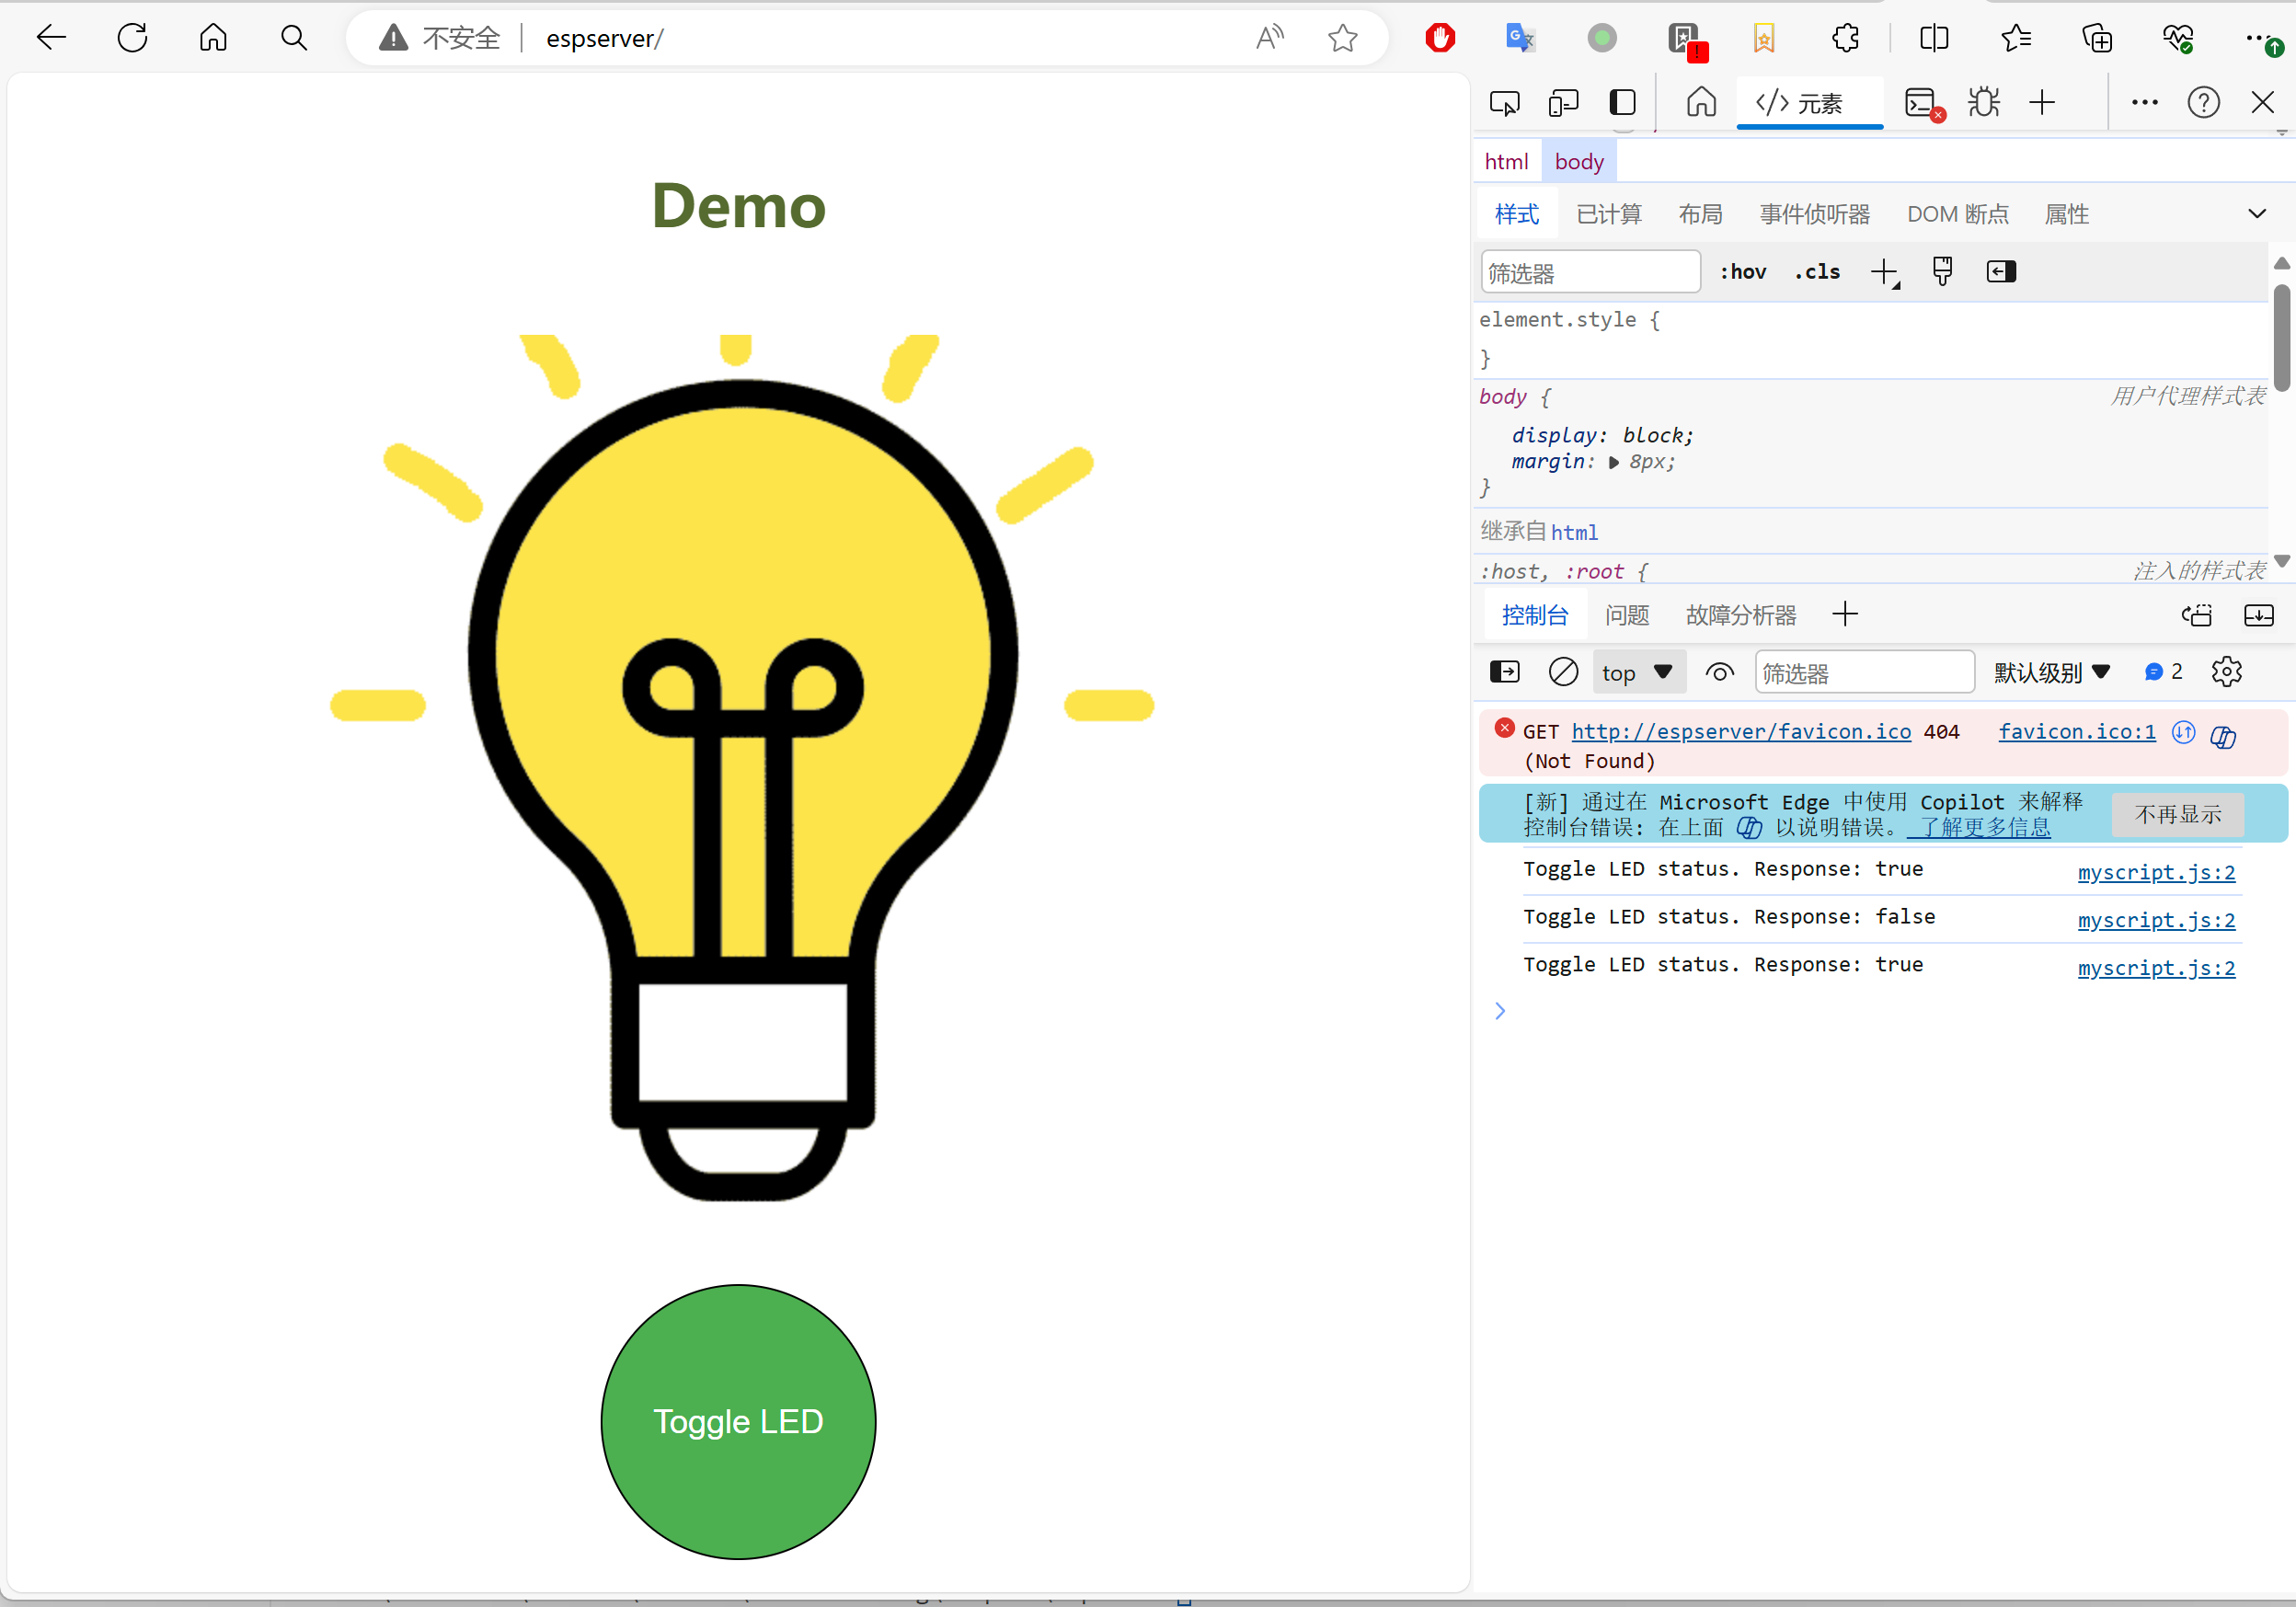 不安全 espserver/
Demo
Toggle LED
元素
html body
样式 已计算 布局 事件侦听器 DOM 断点 属性
筛选器 :hov .cls
element.style {
}
body { 用户代理样式表
display: block;
margin: 8px;
}
继承自 html
:host, :root { 注入的样式表
控制台 问题 故障分析器
top 筛选器 默认级别 2
GET http://espserver/favicon.ico 404 favicon.ico:1
(Not Found)
[新] 通过在 Microsoft Edge 中使用 Copilot 来解释
控制台错误: 在上面 以说明错误。 了解更多信息
不再显示
Toggle LED status. Response: true myscript.js:2
Toggle LED status. Response: false myscript.js:2
Toggle LED status. Response: true myscript.js:2